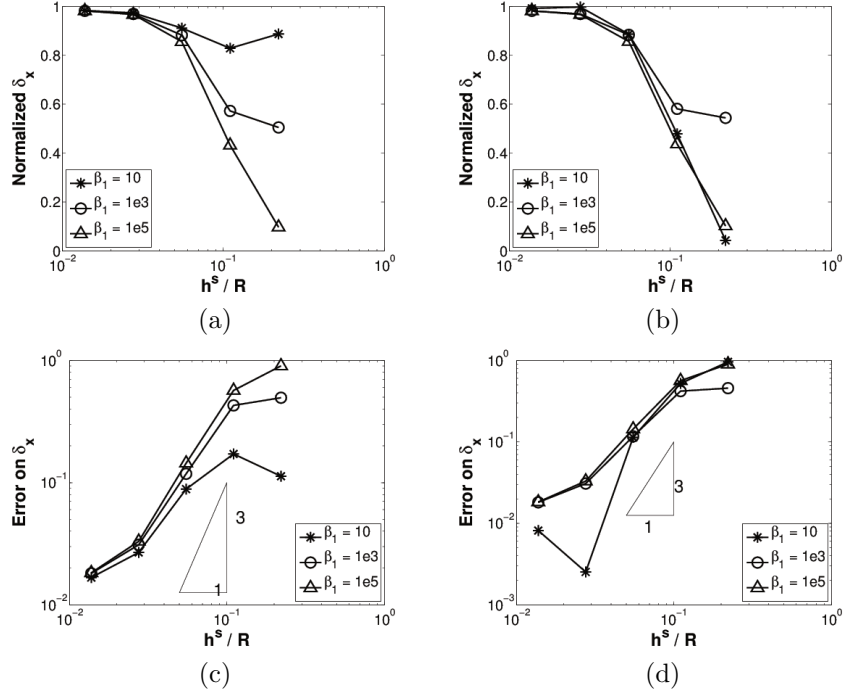 1
0.8
0.6
0.4
0.2
0
Normalized δx
β1 = 10
β1 = 1e3
β1 = 1e5
10^-2
10^-1
10^0
h^s / R
(a)
1
0.8
0.6
0.4
0.2
0
Normalized δx
β1 = 10
β1 = 1e3
β1 = 1e5
10^-2
10^-1
10^0
h^s / R
(b)
10^0
10^-1
10^-2
Error on δx
3
1
β1 = 10
β1 = 1e3
β1 = 1e5
10^-2
10^-1
10^0
h^s / R
(c)
10^0
10^-1
10^-2
10^-3
Error on δx
3
1
β1 = 10
β1 = 1e3
β1 = 1e5
10^-2
10^-1
10^0
h^s / R
(d)